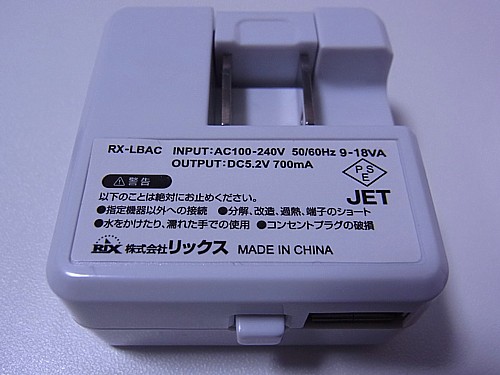 RX-LBAC INPUT:AC100-240V 50/60Hz 9-18VA
OUTPUT:DC5.2V 700mA
PSE
警告
JET
以下のことは絶対にお止めください。
●指定機器以外への接続 ●分解、改造、過熱、端子のショート
●水をかけたり、濡れた手での使用 ●コンセントプラグの破損
RIX 株式会社リックス MADE IN CHINA